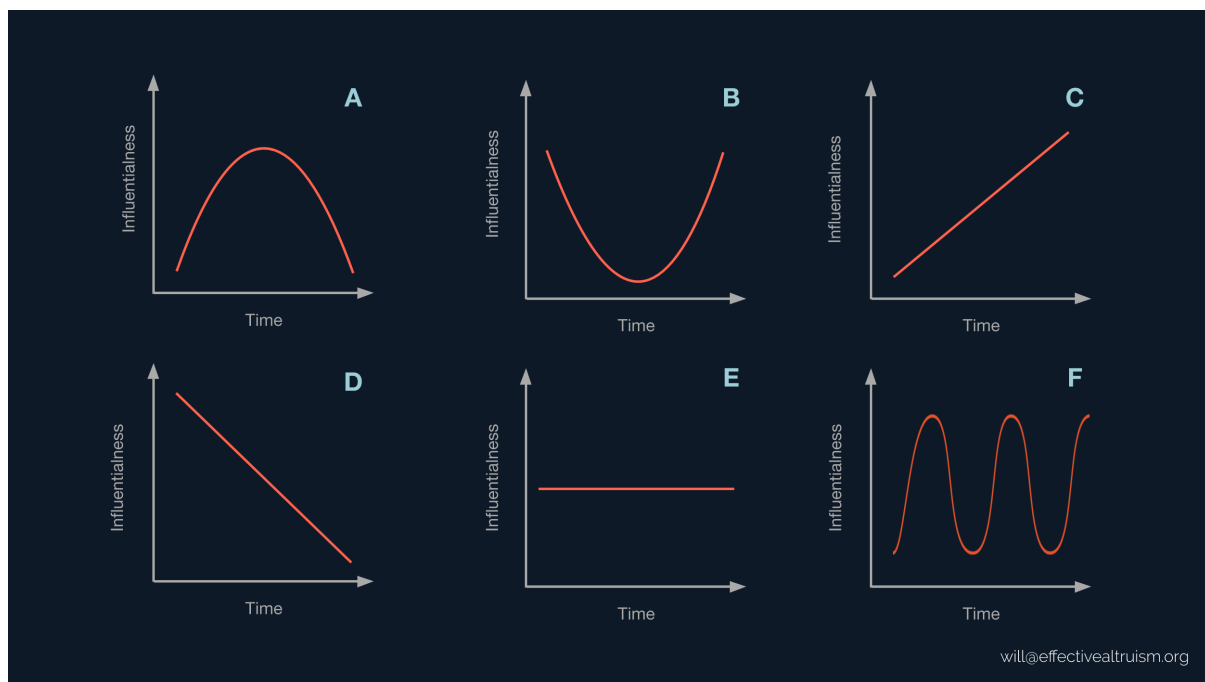 A
B
C
Influentialness
Influentialness
Influentialness
Time
Time
Time
D
E
F
Influentialness
Influentialness
Influentialness
Time
Time
Time
will@effectivealtruism.org